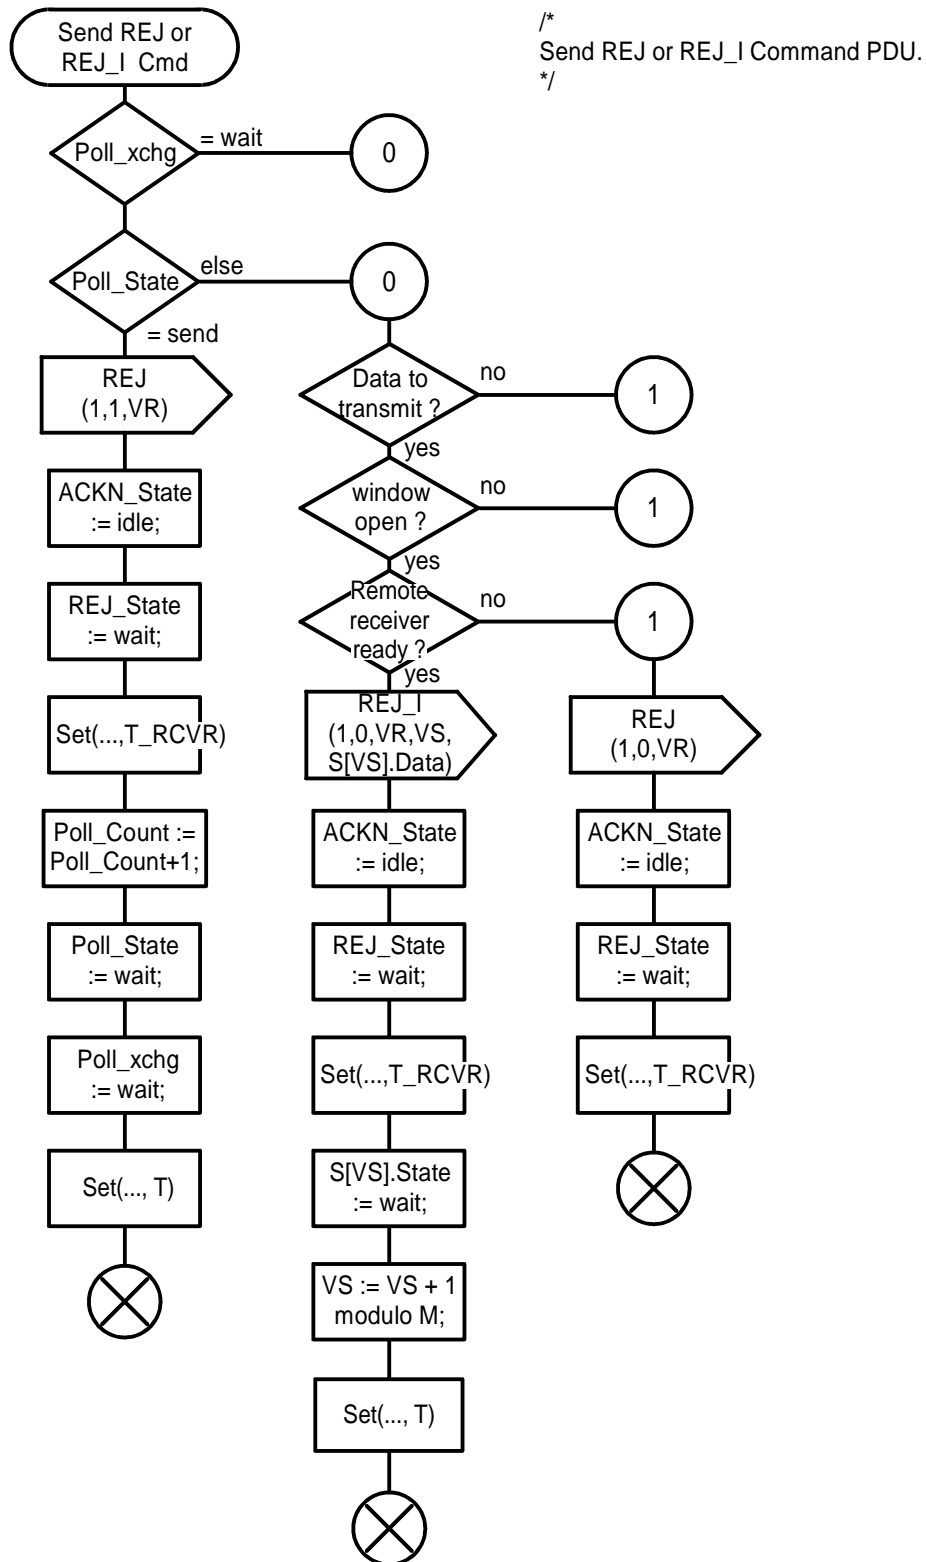 Send REJ or
REJ_I Cmd
/*
Send REJ or REJ_I Command PDU.
*/
Poll_xchg
= wait
0
Poll_State
else
0
= send
REJ
(1,1,VR)
ACKN_State
:= idle;
REJ_State
:= wait;
Set(...,T_RCVR)
Poll_Count :=
Poll_Count+1;
Poll_State
:= wait;
Poll_xchg
:= wait;
Set(..., T)
Data to
transmit ?
no
1
yes
window
open ?
no
1
yes
Remote
receiver
ready ?
no
1
yes
REJ_I
(1,0,VR,VS,
S[VS].Data)
ACKN_State
:= idle;
REJ_State
:= wait;
Set(...,T_RCVR)
S[VS].State
:= wait;
VS := VS + 1
modulo M;
Set(..., T)
REJ
(1,0,VR)
ACKN_State
:= idle;
REJ_State
:= wait;
Set(...,T_RCVR)